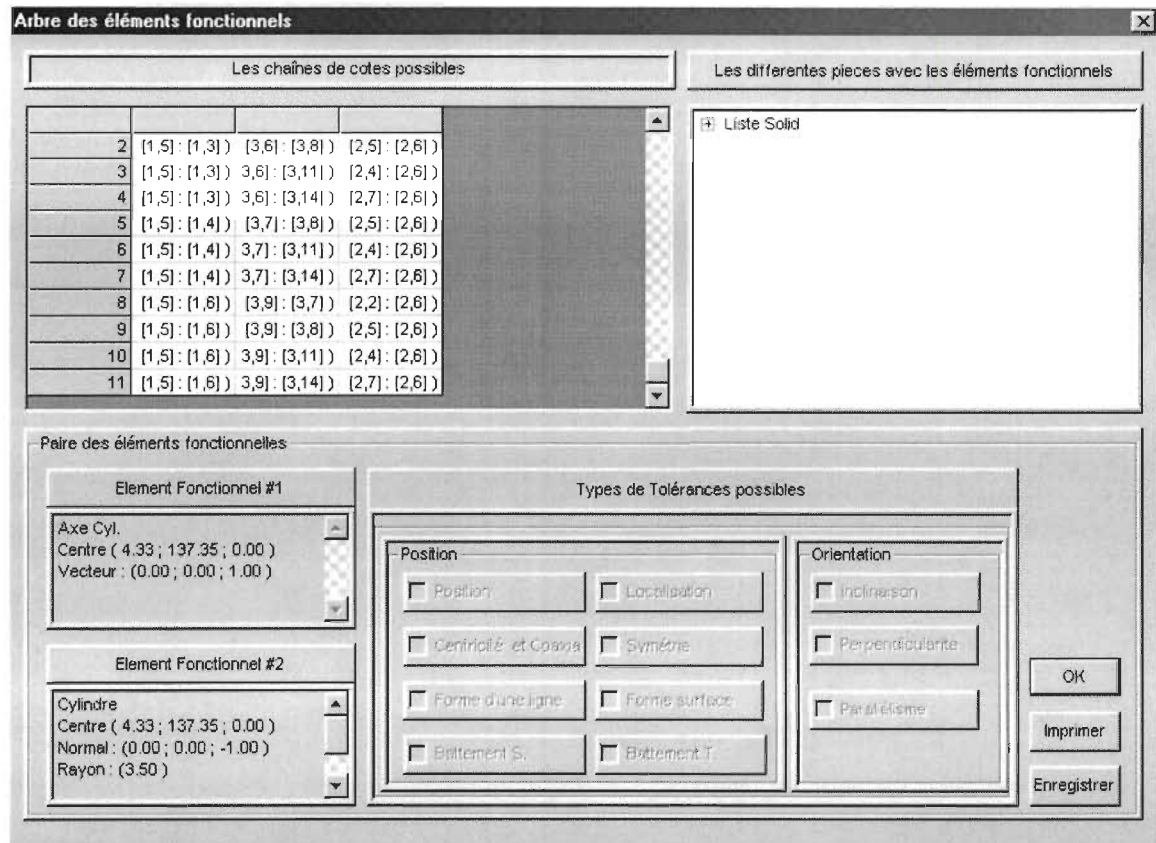 Arbre des éléments fonctionnels
Les chaînes de cotes possibles
Les differentes pieces avec les éléments fonctionnels
2 [1,5] : [1,3] ) [3,6] : [3,8] ) [2,5] : [2,6] )
3 [1,5] : [1,3] ) 3,6] : [3,11] ) [2,4] : [2,6] )
4 [1,5] : [1,3] ) 3,6] : [3,14] ) [2,7] : [2,6] )
5 [1,5] : [1,4] ) [3,7] : [3,8] ) [2,5] : [2,6] )
6 [1,5] : [1,4] ) 3,7] : [3,11] ) [2,4] : [2,6] )
7 [1,5] : [1,4] ) 3,7] : [3,14] ) [2,7] : [2,6] )
8 [1,5] : [1,6] ) [3,9] : [3,7] ) [2,2] : [2,6] )
9 [1,5] : [1,6] ) [3,9] : [3,8] ) [2,5] : [2,6] )
10 [1,5] : [1,6] ) 3,9] : [3,11] ) [2,4] : [2,6] )
11 [1,5] : [1,6] ) 3,9] : [3,14] ) [2,7] : [2,6] )
Liste Solid
Paire des éléments fonctionnelles
Element Fonctionnel #1
Axe Cyl.
Centre ( 4.33 ; 137.35 ; 0.00 )
Vecteur : (0.00 ; 0.00 ; 1.00 )
Element Fonctionnel #2
Cylindre
Centre ( 4.33 ; 137.35 ; 0.00 )
Normal : (0.00 ; 0.00 ; -1.00 )
Rayon : (3.50 )
Types de Tolérances possibles
Position
Position
Localisation
Centricité et Coaxia
Symétrie
Forme d'une ligne
Forme surface
Battement S.
Battement T.
Orientation
Inclinaison
Perpendicularite
Parallélisme
OK
Imprimer
Enregistrer